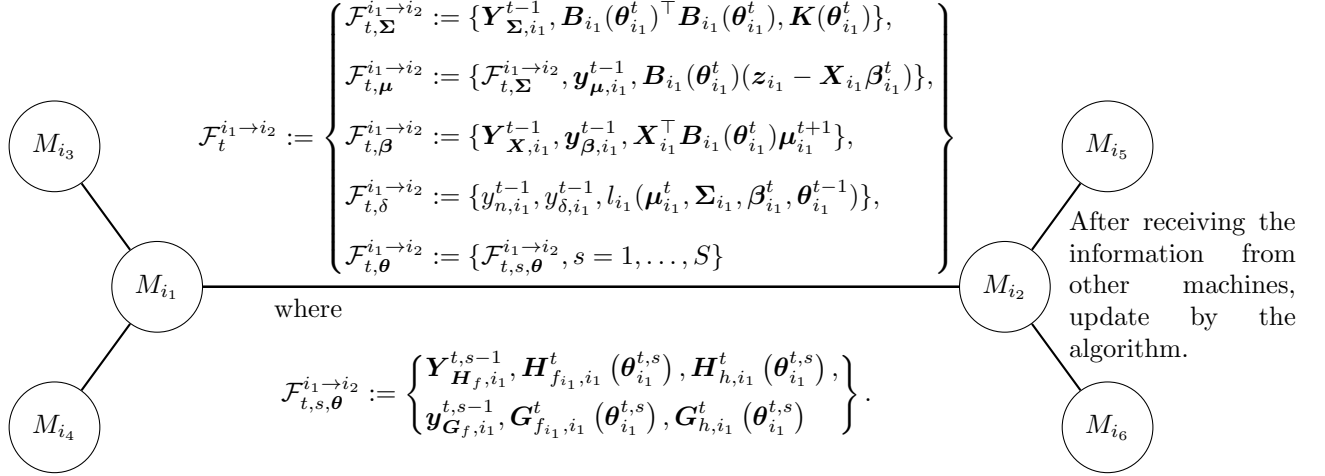 $\mathcal{F}_{t}^{i_1 \to i_2} := \left\{ \begin{array}{l} \mathcal{F}_{t,\boldsymbol{\Sigma}}^{i_1 \to i_2} := \{\boldsymbol{Y}_{\boldsymbol{\Sigma},i_1}^{t-1}, \boldsymbol{B}_{i_1}(\boldsymbol{\theta}_{i_1}^{t})^{\top} \boldsymbol{B}_{i_1}(\boldsymbol{\theta}_{i_1}^{t}), \boldsymbol{K}(\boldsymbol{\theta}_{i_1}^{t})\}, \\ \mathcal{F}_{t,\boldsymbol{\mu}}^{i_1 \to i_2} := \{\mathcal{F}_{t,\boldsymbol{\Sigma}}^{i_1 \to i_2}, \boldsymbol{y}_{\boldsymbol{\mu},i_1}^{t-1}, \boldsymbol{B}_{i_1}(\boldsymbol{\theta}_{i_1}^{t})(\boldsymbol{z}_{i_1} - \boldsymbol{X}_{i_1}\boldsymbol{\beta}_{i_1}^{t})\}, \\ \mathcal{F}_{t,\boldsymbol{\beta}}^{i_1 \to i_2} := \{\boldsymbol{Y}_{\boldsymbol{X},i_1}^{t-1}, \boldsymbol{y}_{\boldsymbol{\beta},i_1}^{t-1}, \boldsymbol{X}_{i_1}^{\top} \boldsymbol{B}_{i_1}(\boldsymbol{\theta}_{i_1}^{t})\boldsymbol{\mu}_{i_1}^{t+1}\}, \\ \mathcal{F}_{t,\delta}^{i_1 \to i_2} := \{y_{n,i_1}^{t-1}, y_{\delta,i_1}^{t-1}, l_{i_1}(\boldsymbol{\mu}_{i_1}^{t}, \boldsymbol{\Sigma}_{i_1}, \boldsymbol{\beta}_{i_1}^{t}, \boldsymbol{\theta}_{i_1}^{t-1})\}, \\ \mathcal{F}_{t,\boldsymbol{\theta}}^{i_1 \to i_2} := \{\mathcal{F}_{t,s,\boldsymbol{\theta}}^{i_1 \to i_2}, s = 1, \ldots, S\} \end{array} \right\}$
$M_{i_3}$
$M_{i_1}$
$M_{i_4}$
where
$\mathcal{F}_{t,s,\boldsymbol{\theta}}^{i_1 \to i_2} := \left\{ \begin{array}{l} \boldsymbol{Y}_{\boldsymbol{H}_f,i_1}^{t,s-1}, \boldsymbol{H}_{f_{i_1},i_1}^{t}(\boldsymbol{\theta}_{i_1}^{t,s}), \boldsymbol{H}_{h,i_1}^{t}(\boldsymbol{\theta}_{i_1}^{t,s}), \\ \boldsymbol{y}_{\boldsymbol{G}_f,i_1}^{t,s-1}, \boldsymbol{G}_{f_{i_1},i_1}^{t}(\boldsymbol{\theta}_{i_1}^{t,s}), \boldsymbol{G}_{h,i_1}^{t}(\boldsymbol{\theta}_{i_1}^{t,s}) \end{array} \right\}.$
$M_{i_5}$
$M_{i_2}$
After receiving the
information from
other machines,
update by the
algorithm.
$M_{i_6}$